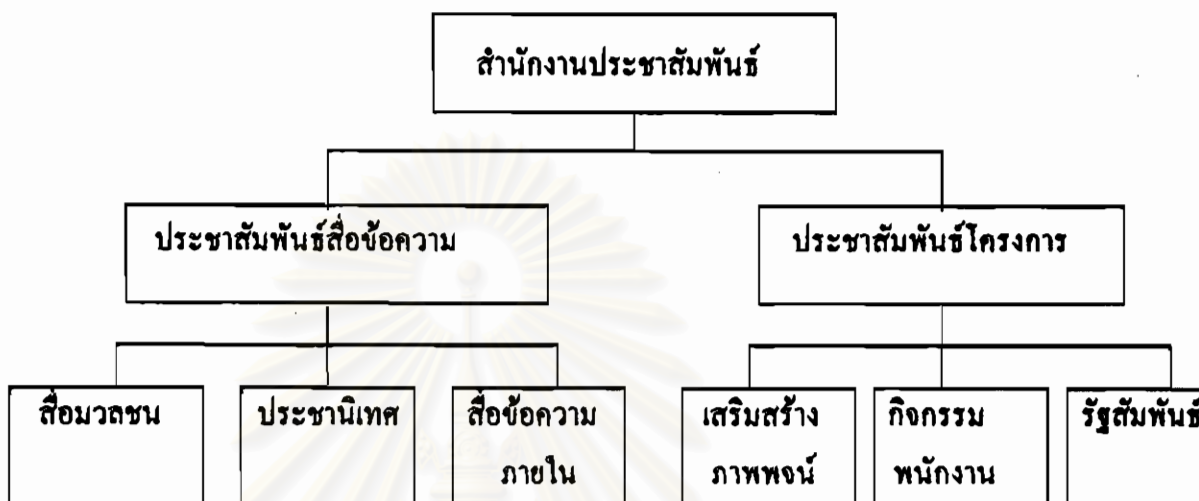 สำนักงานประชาสัมพันธ์
ประชาสัมพันธ์สื่อข้อความ
ประชาสัมพันธ์โครงการ
สื่อมวลชน
ประชานิเทศ
สื่อข้อความ
ภายใน
เสริมสร้าง
ภาพพจน์
กิจกรรม
พนักงาน
รัฐสัมพันธ์